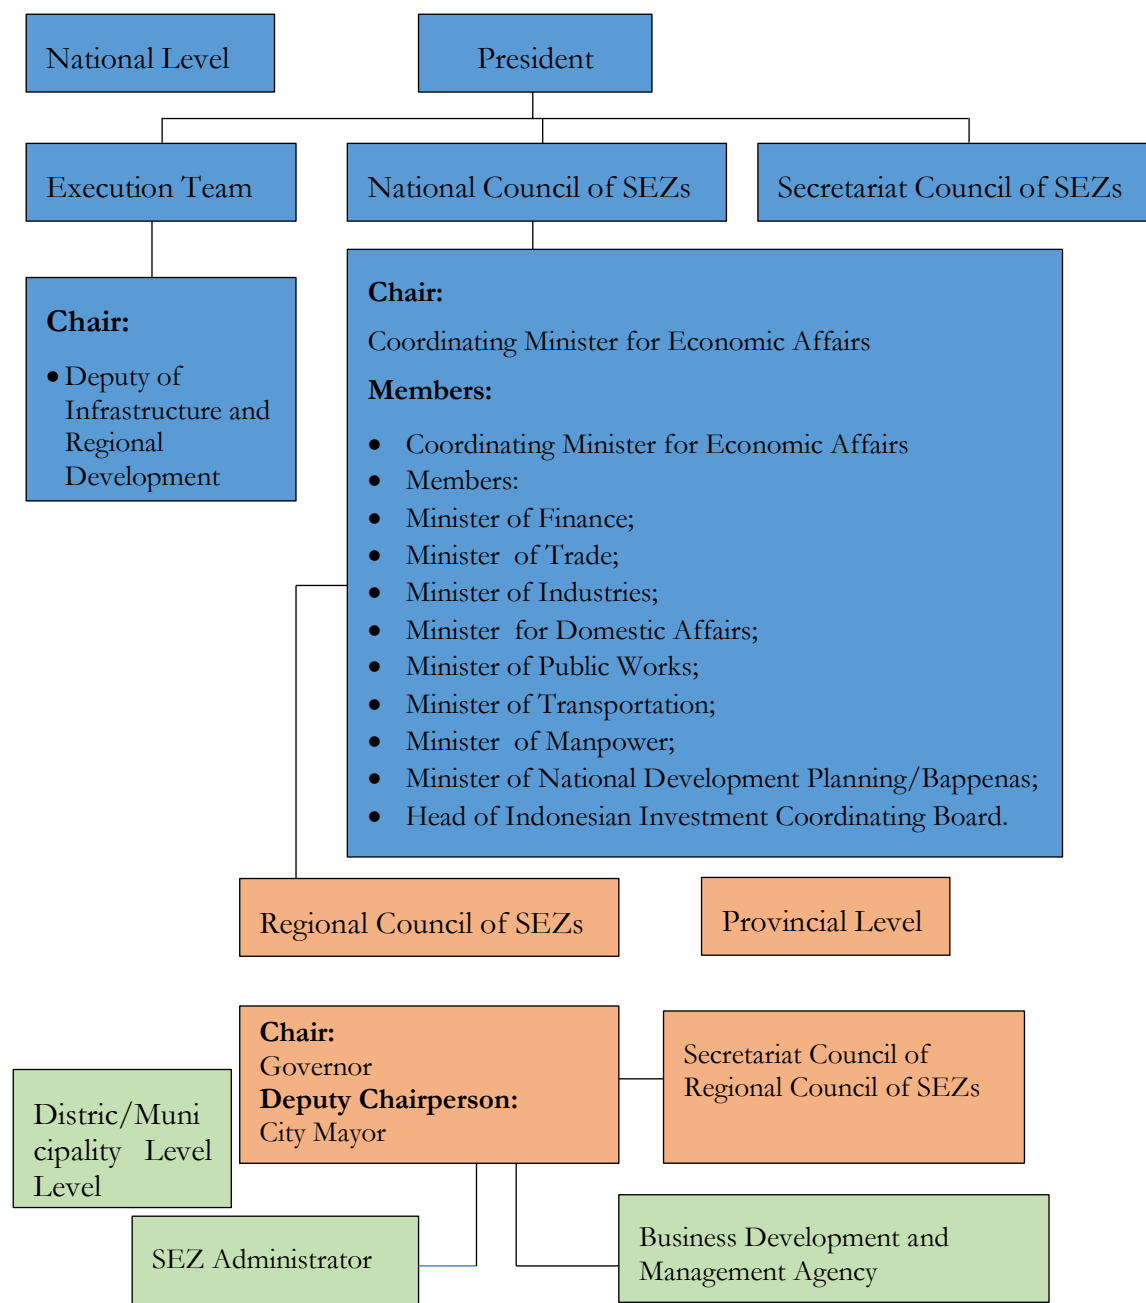 National Level
President
Execution Team
National Council of SEZs
Secretariat Council of SEZs
Chair:
• Deputy of
Infrastructure and
Regional
Development
Chair:
Coordinating Minister for Economic Affairs
Members:
• Coordinating Minister for Economic Affairs
• Members:
• Minister of Finance;
• Minister  of Trade;
• Minister of Industries;
• Minister  for Domestic Affairs;
• Minister of Public Works;
• Minister of Transportation;
• Minister  of Manpower;
• Minister of National Development Planning/Bappenas;
• Head of Indonesian Investment Coordinating Board.
Regional Council of SEZs
Provincial Level
Chair:
Governor
Deputy Chairperson:
City Mayor
Secretariat Council of
Regional Council of SEZs
Distric/Muni
cipality Level
Level
SEZ Administrator
Business Development and
Management Agency